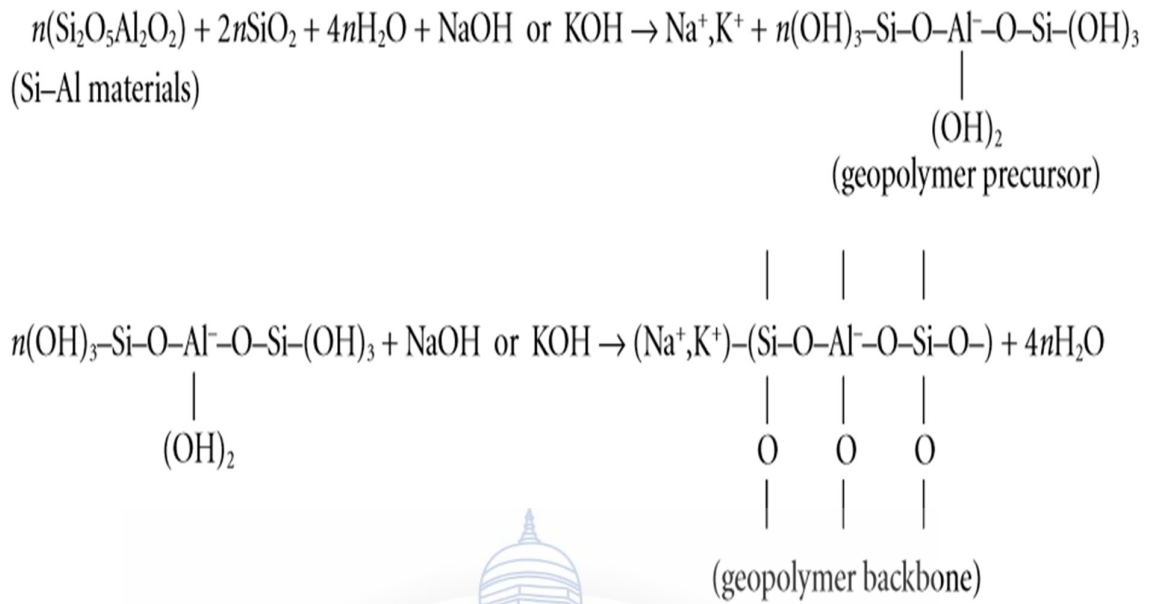 n(Si₂O₅Al₂O₂) + 2nSiO₂ + 4nH₂O + NaOH or KOH → Na⁺,K⁺ + n(OH)₃–Si–O–Al⁻–O–Si–(OH)₃
(Si–Al materials)
|
(OH)₂
(geopolymer precursor)
| | |
n(OH)₃–Si–O–Al⁻–O–Si–(OH)₃ + NaOH or KOH → (Na⁺,K⁺)–(Si–O–Al⁻–O–Si–O–) + 4nH₂O
| | | |
(OH)₂ O O O
| | |
(geopolymer backbone)